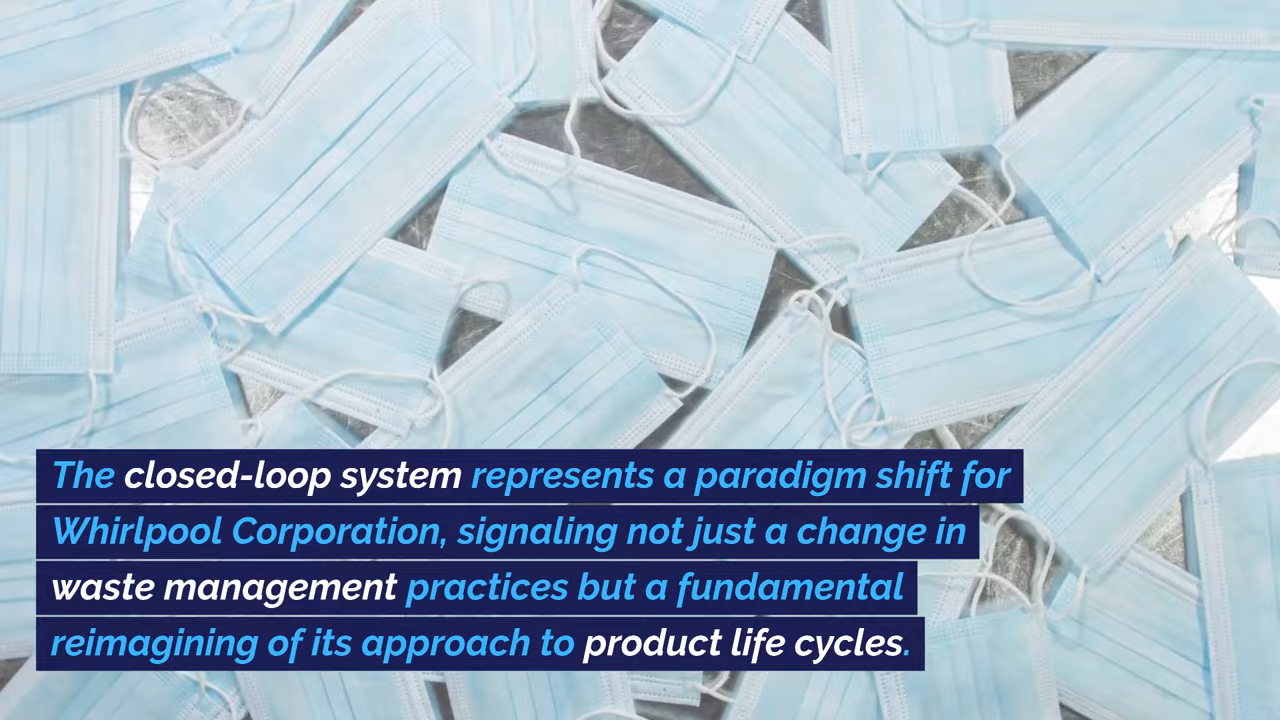 The closed-loop system represents a paradigm shift for
Whirlpool Corporation, signaling not just a change in
waste management practices but a fundamental
reimagining of its approach to product life cycles.